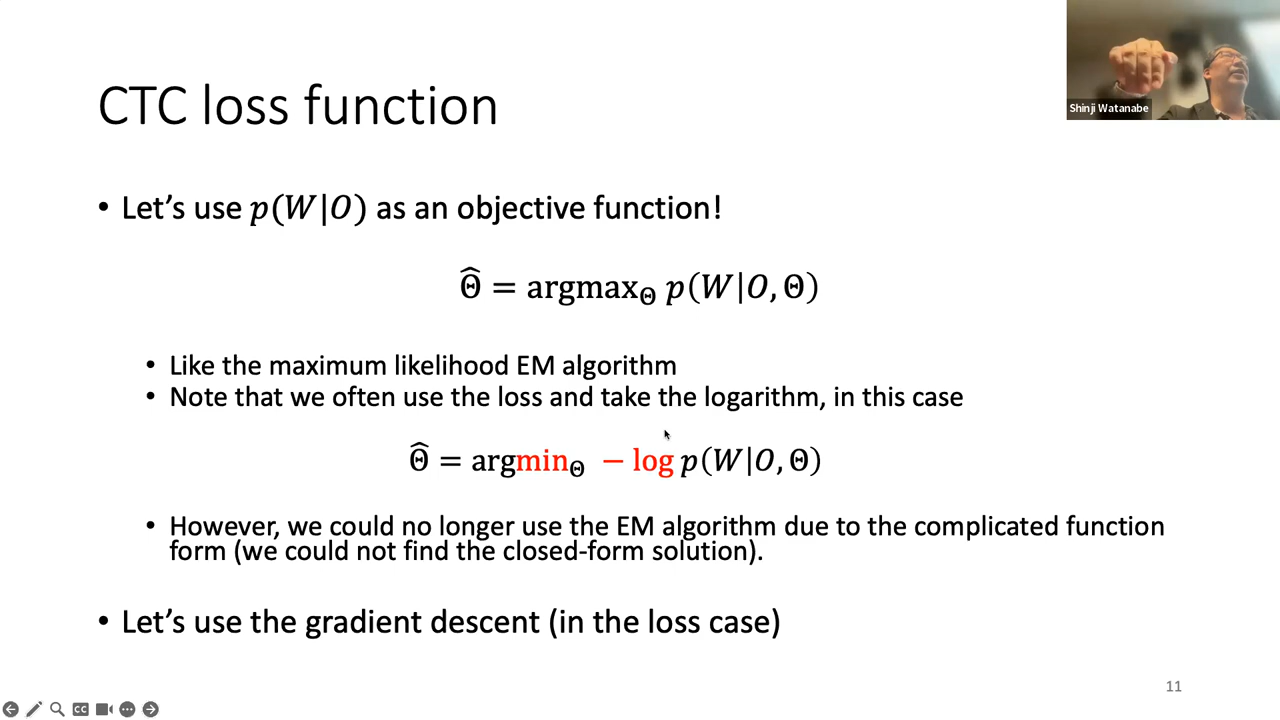 Shinji Watanabe
CTC loss function
• Let's use p(W|O) as an objective function!
Θ̂ = argmax_Θ p(W|O, Θ)
• Like the maximum likelihood EM algorithm
• Note that we often use the loss and take the logarithm, in this case
Θ̂ = argmin_Θ − log p(W|O, Θ)
• However, we could no longer use the EM algorithm due to the complicated function
form (we could not find the closed-form solution).
• Let's use the gradient descent (in the loss case)
11
CC